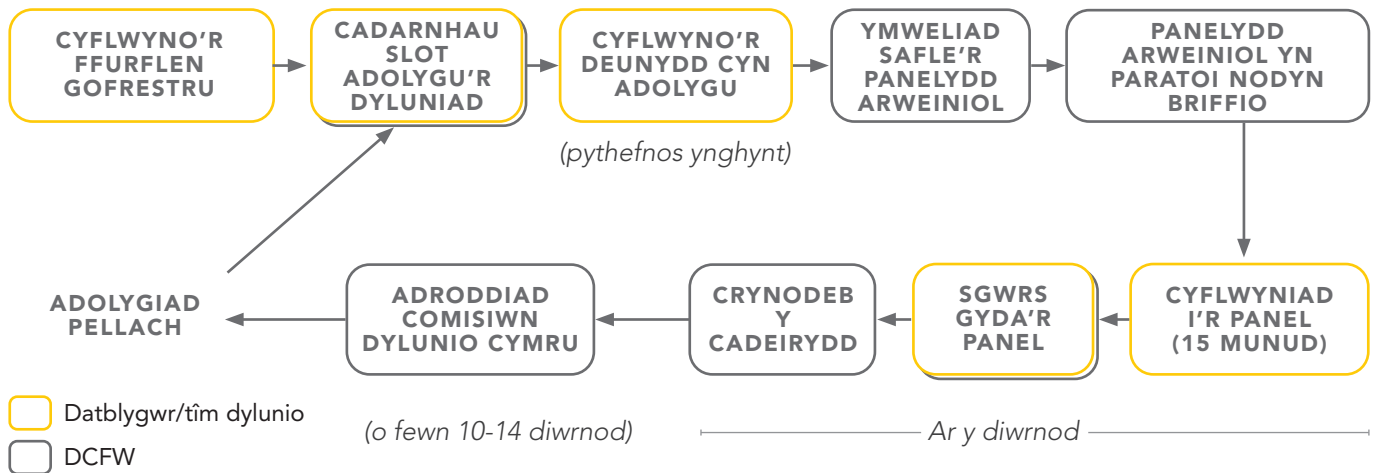 CYFLWYNO’R
FFURFLEN
GOFRESTRU
CADARNHAU
SLOT
ADOLYGU’R
DYLUNIAD
CYFLWYNO’R
DEUNYDD CYN
ADOLYGU
(pythefnos ynghynt)
YMWELIAD
SAFLE’R
PANELYDD
ARWEINIOL
PANELYDD
ARWEINIOL YN
PARATOI NODYN
BRIFFIO
CYFLWYNIAD
I’R PANEL
(15 MUNUD)
SGWRS
GYDA’R
PANEL
CRYNODEB
Y
CADEIRYDD
ADRODDIAD
COMISIWN
DYLUNIO CYMRU
ADOLYGIAD
PELLACH
(o fewn 10-14 diwrnod)
Ar y diwrnod
Datblygwr/tîm dylunio
DCFW